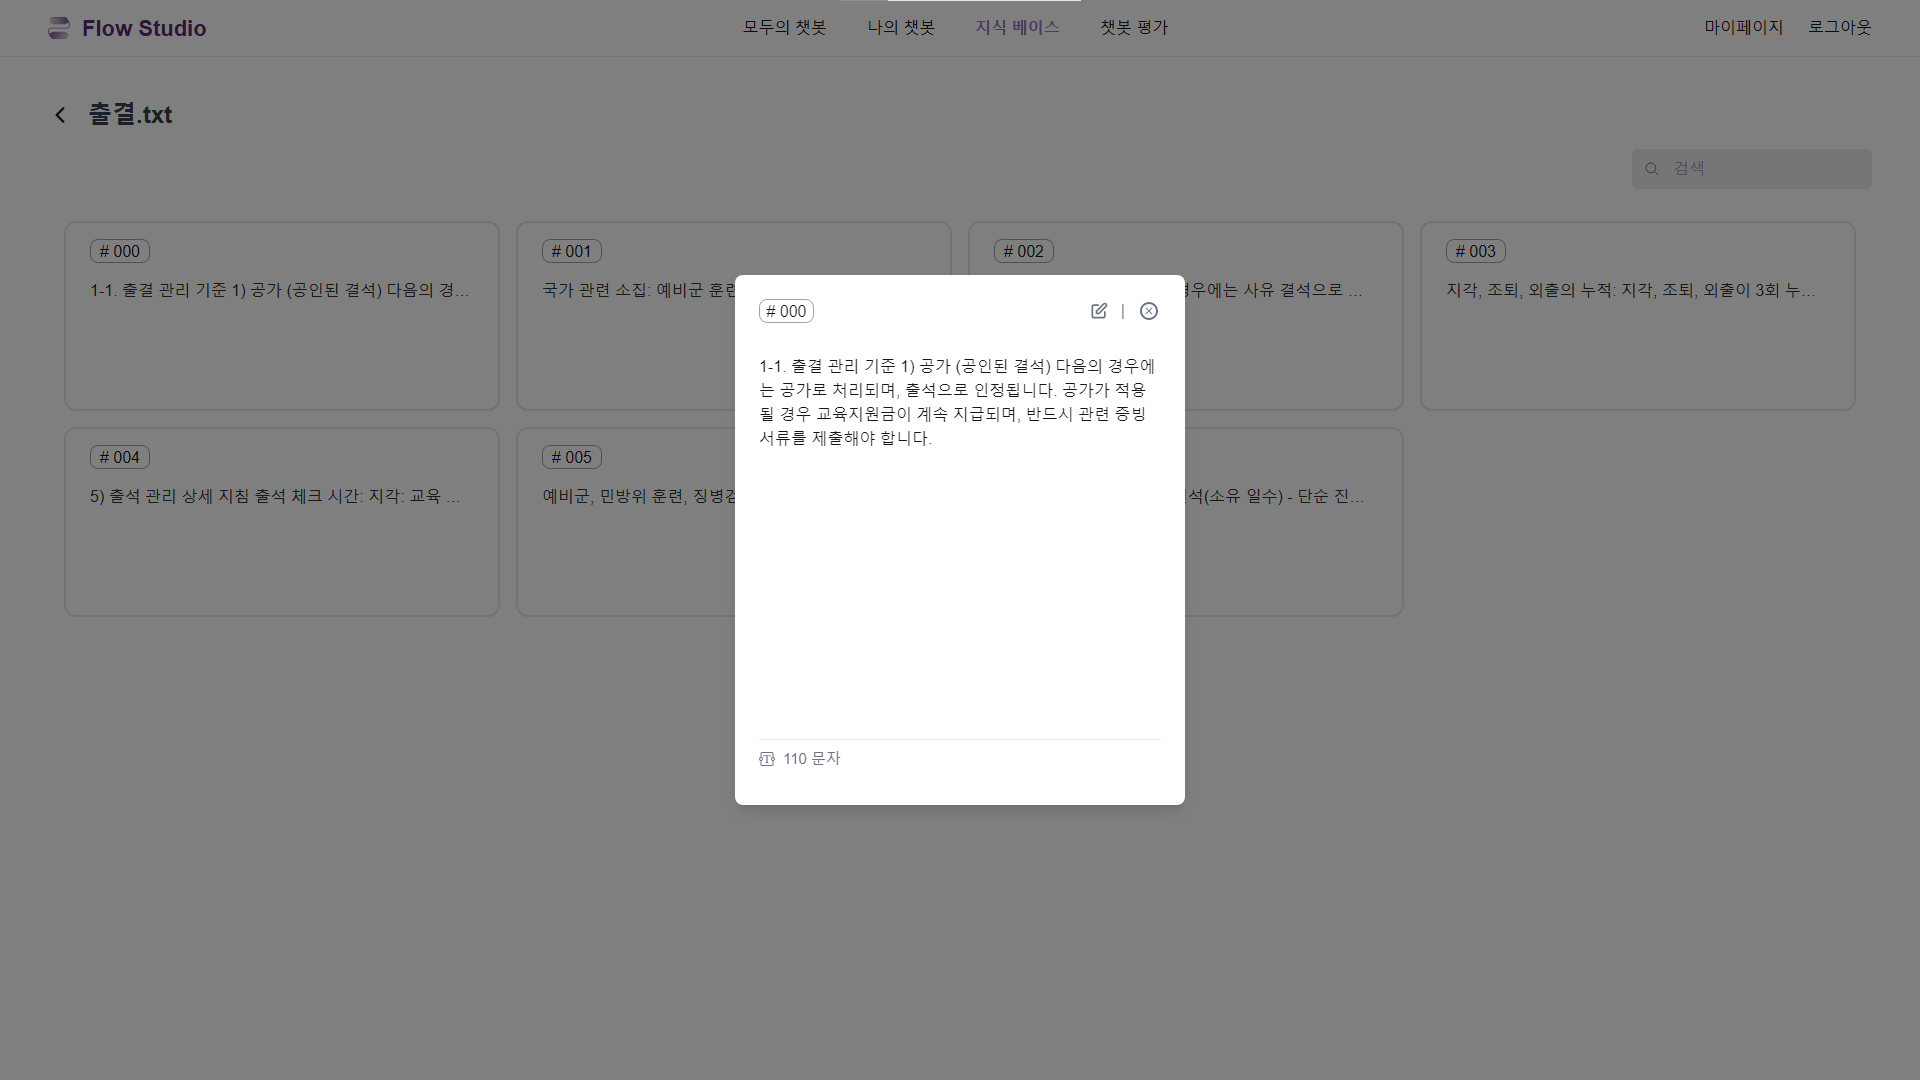 Flow Studio
모두의 챗봇
나의 챗봇
지식 베이스
챗봇 평가
마이페이지
로그아웃
출결.txt
검색
# 000
1-1. 출결 관리 기준 1) 공가 (공인된 결석) 다음의 경...
# 001
국가 관련 소집: 예비군 훈련
# 002
경우에는 사유 결석으로 ...
# 003
지각, 조퇴, 외출의 누적: 지각, 조퇴, 외출이 3회 누...
# 000
|
1-1. 출결 관리 기준 1) 공가 (공인된 결석) 다음의 경우에
는 공가로 처리되며, 출석으로 인정됩니다. 공가가 적용
될 경우 교육지원금이 계속 지급되며, 반드시 관련 증빙
서류를 제출해야 합니다.
110 문자
# 004
5) 출석 관리 상세 지침 출석 체크 시간: 지각: 교육 ...
# 005
예비군, 민방위 훈련, 징병검
석(소유 일수) - 단순 진...